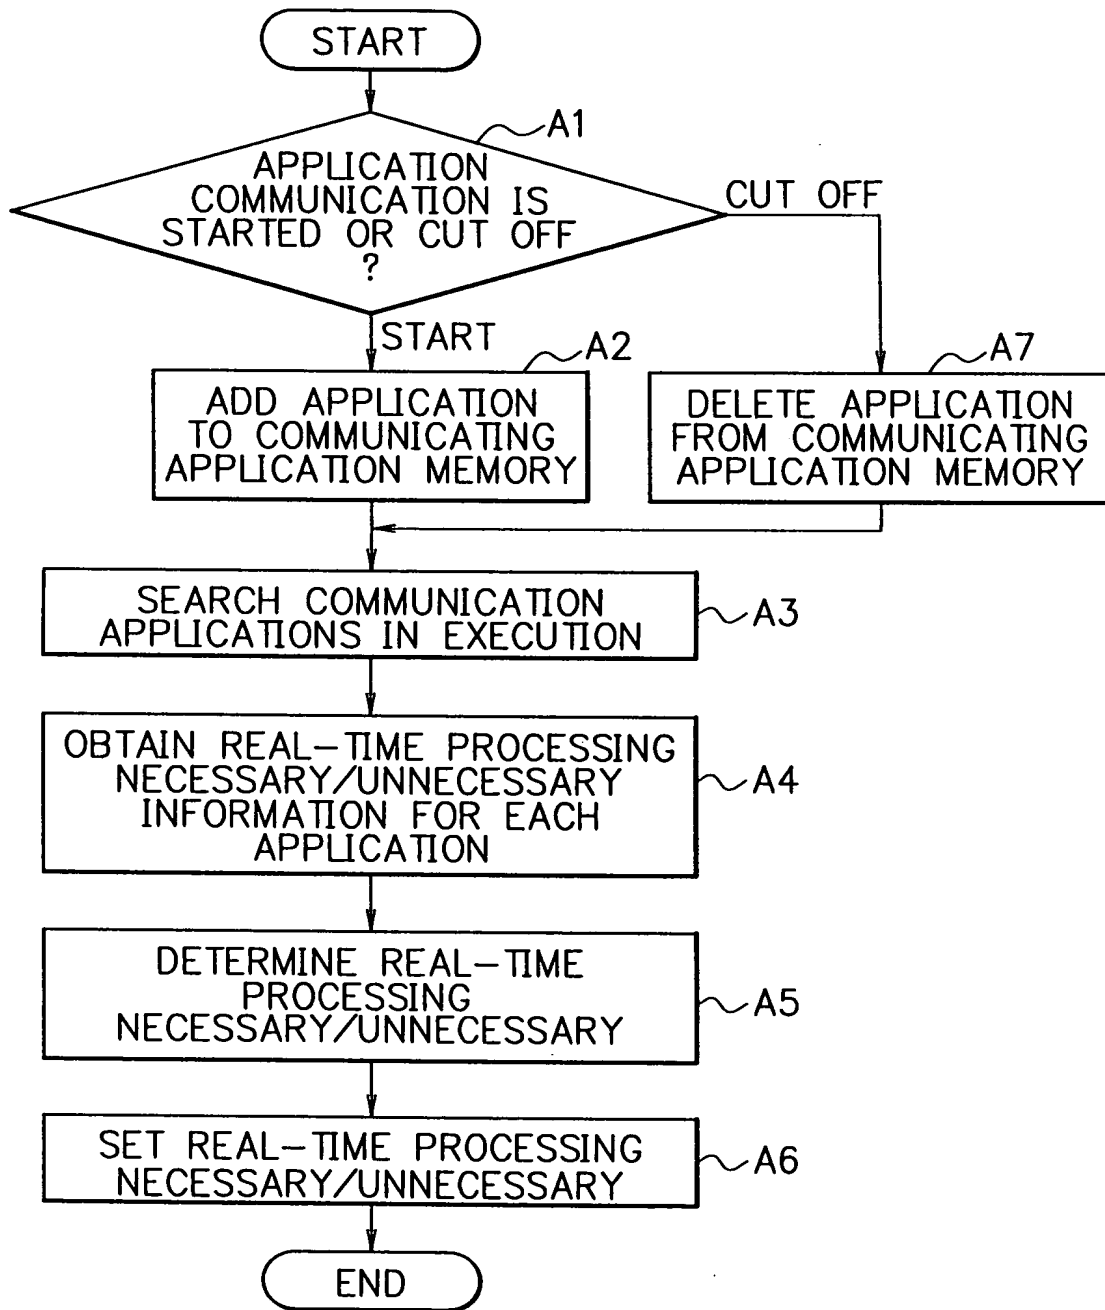 START
A1
APPLICATION
COMMUNICATION IS
STARTED OR CUT OFF
?
CUT OFF
START
A2
ADD APPLICATION
TO COMMUNICATING
APPLICATION MEMORY
A7
DELETE APPLICATION
FROM COMMUNICATING
APPLICATION MEMORY
SEARCH COMMUNICATION
APPLICATIONS IN EXECUTION
A3
OBTAIN REAL-TIME PROCESSING
NECESSARY/UNNECESSARY
INFORMATION FOR EACH
APPLICATION
A4
DETERMINE REAL-TIME
PROCESSING
NECESSARY/UNNECESSARY
A5
SET REAL-TIME PROCESSING
NECESSARY/UNNECESSARY
A6
END